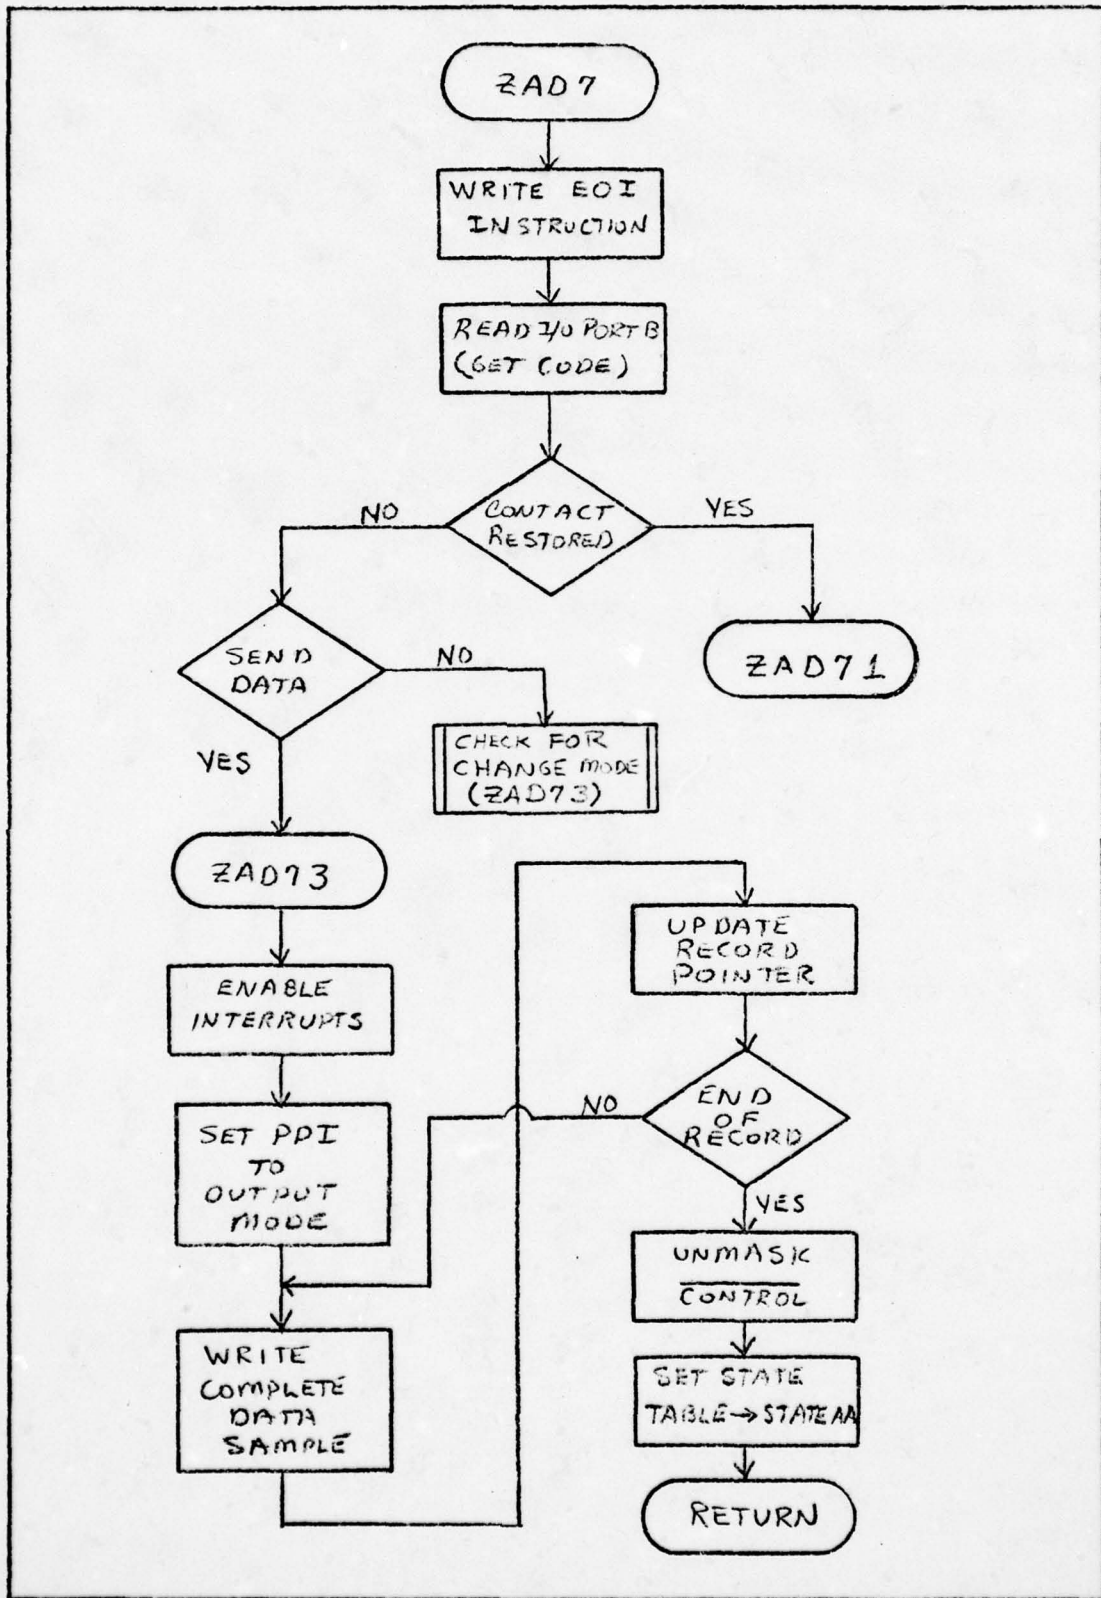 ZAD7
WRITE EOI
INSTRUCTION
READ I/O PORT B
(GET CODE)
CONTACT
RESTORED
NO
YES
ZAD71
SEND
DATA
NO
YES
CHECK FOR
CHANGE MODE
(ZAD73)
ZAD73
ENABLE
INTERRUPTS
SET PPI
TO
OUTPUT
MODE
WRITE
COMPLETE
DATA
SAMPLE
UPDATE
RECORD
POINTER
END
OF
RECORD
NO
YES
UNMASK
CONTROL
SET STATE
TABLE→STATEAA
RETURN